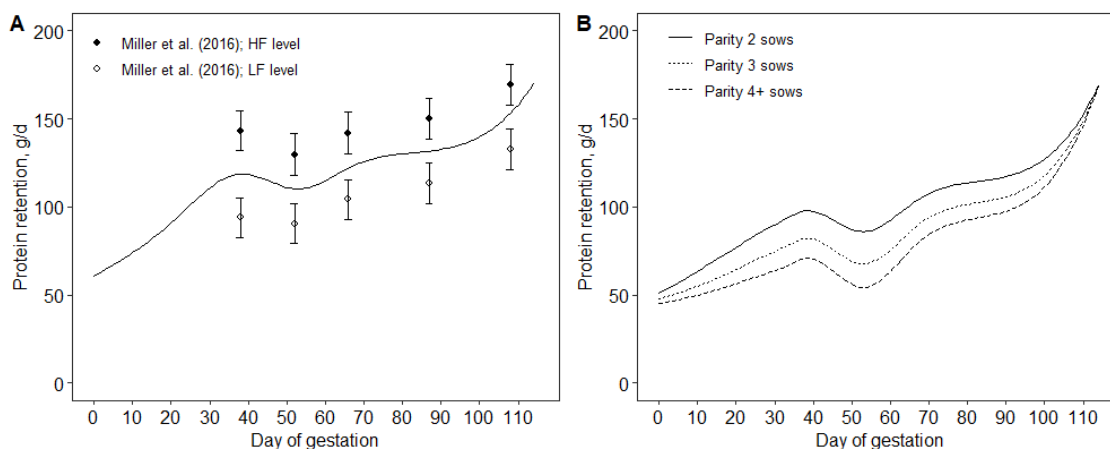 A
Miller et al. (2016); HF level
Miller et al. (2016); LF level
Protein retention, g/d
200
150
100
50
0
0 10 20 30 40 50 60 70 80 90 100 110
Day of gestation
B
Parity 2 sows
Parity 3 sows
Parity 4+ sows
Protein retention, g/d
200
150
100
50
0
0 10 20 30 40 50 60 70 80 90 100 110
Day of gestation